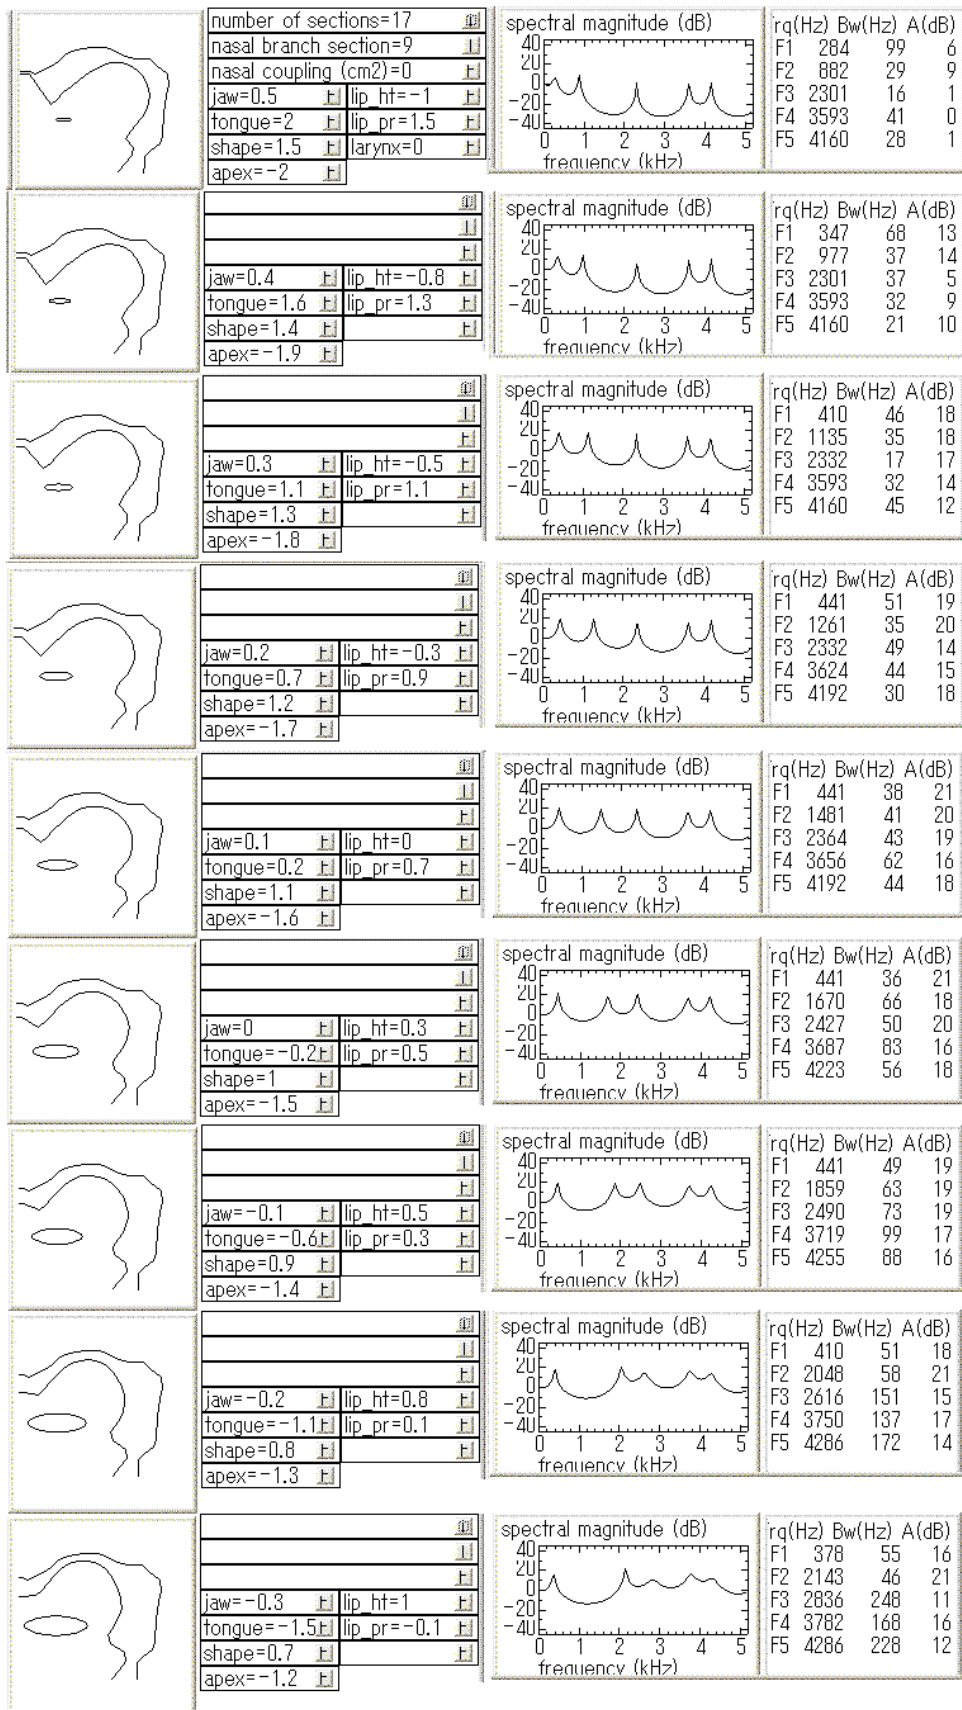 number of sections=17
nasal branch section=9
nasal coupling (cm2)=0
jaw=0.5 lip_ht=-1
tongue=2 lip_pr=1.5
shape=1.5 larynx=0
apex=-2
spectral magnitude (dB)
40
20
0
-20
-40
0 1 2 3 4 5
frequency (kHz)
rq(Hz) Bw(Hz) A(dB)
F1 284 99 6
F2 882 29 9
F3 2301 16 1
F4 3593 41 0
F5 4160 28 1
jaw=0.4 lip_ht=-0.8
tongue=1.6 lip_pr=1.3
shape=1.4
apex=-1.9
spectral magnitude (dB)
40
20
0
-20
-40
0 1 2 3 4 5
frequency (kHz)
rq(Hz) Bw(Hz) A(dB)
F1 347 68 13
F2 977 37 14
F3 2301 37 5
F4 3593 32 9
F5 4160 21 10
jaw=0.3 lip_ht=-0.5
tongue=1.1 lip_pr=1.1
shape=1.3
apex=-1.8
spectral magnitude (dB)
40
20
0
-20
-40
0 1 2 3 4 5
frequency (kHz)
rq(Hz) Bw(Hz) A(dB)
F1 410 46 18
F2 1135 35 18
F3 2332 17 17
F4 3593 32 14
F5 4160 45 12
jaw=0.2 lip_ht=-0.3
tongue=0.7 lip_pr=0.9
shape=1.2
apex=-1.7
spectral magnitude (dB)
40
20
0
-20
-40
0 1 2 3 4 5
frequency (kHz)
rq(Hz) Bw(Hz) A(dB)
F1 441 51 19
F2 1261 35 20
F3 2332 49 14
F4 3624 44 15
F5 4192 30 18
jaw=0.1 lip_ht=0
tongue=0.2 lip_pr=0.7
shape=1.1
apex=-1.6
spectral magnitude (dB)
40
20
0
-20
-40
0 1 2 3 4 5
frequency (kHz)
rq(Hz) Bw(Hz) A(dB)
F1 441 38 21
F2 1481 41 20
F3 2364 43 19
F4 3656 62 16
F5 4192 44 18
jaw=0 lip_ht=0.3
tongue=-0.2 lip_pr=0.5
shape=1
apex=-1.5
spectral magnitude (dB)
40
20
0
-20
-40
0 1 2 3 4 5
frequency (kHz)
rq(Hz) Bw(Hz) A(dB)
F1 441 36 21
F2 1670 66 18
F3 2427 50 20
F4 3687 83 16
F5 4223 56 18
jaw=-0.1 lip_ht=0.5
tongue=-0.6 lip_pr=0.3
shape=0.9
apex=-1.4
spectral magnitude (dB)
40
20
0
-20
-40
0 1 2 3 4 5
frequency (kHz)
rq(Hz) Bw(Hz) A(dB)
F1 441 49 19
F2 1859 63 19
F3 2490 73 19
F4 3719 99 17
F5 4255 88 16
jaw=-0.2 lip_ht=0.8
tongue=-1.1 lip_pr=0.1
shape=0.8
apex=-1.3
spectral magnitude (dB)
40
20
0
-20
-40
0 1 2 3 4 5
frequency (kHz)
rq(Hz) Bw(Hz) A(dB)
F1 410 51 18
F2 2048 58 21
F3 2616 151 15
F4 3750 137 17
F5 4286 172 14
jaw=-0.3 lip_ht=1
tongue=-1.5 lip_pr=-0.1
shape=0.7
apex=-1.2
spectral magnitude (dB)
40
20
0
-20
-40
0 1 2 3 4 5
frequency (kHz)
rq(Hz) Bw(Hz) A(dB)
F1 378 55 16
F2 2143 46 21
F3 2836 248 11
F4 3782 168 16
F5 4286 228 12